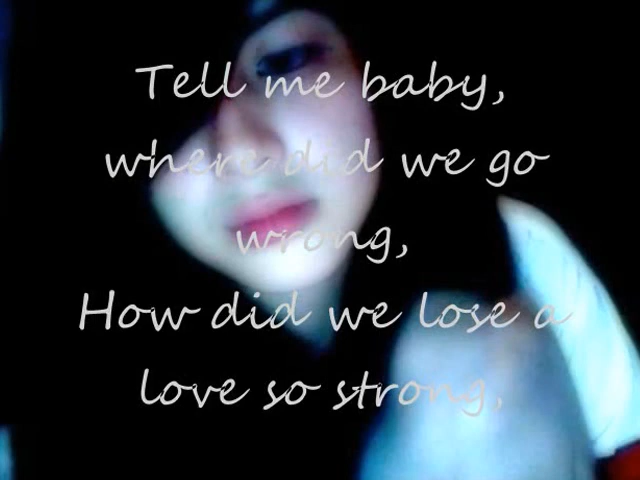 Tell me baby,
where did we go
wrong,
How did we lose a
love so strong,